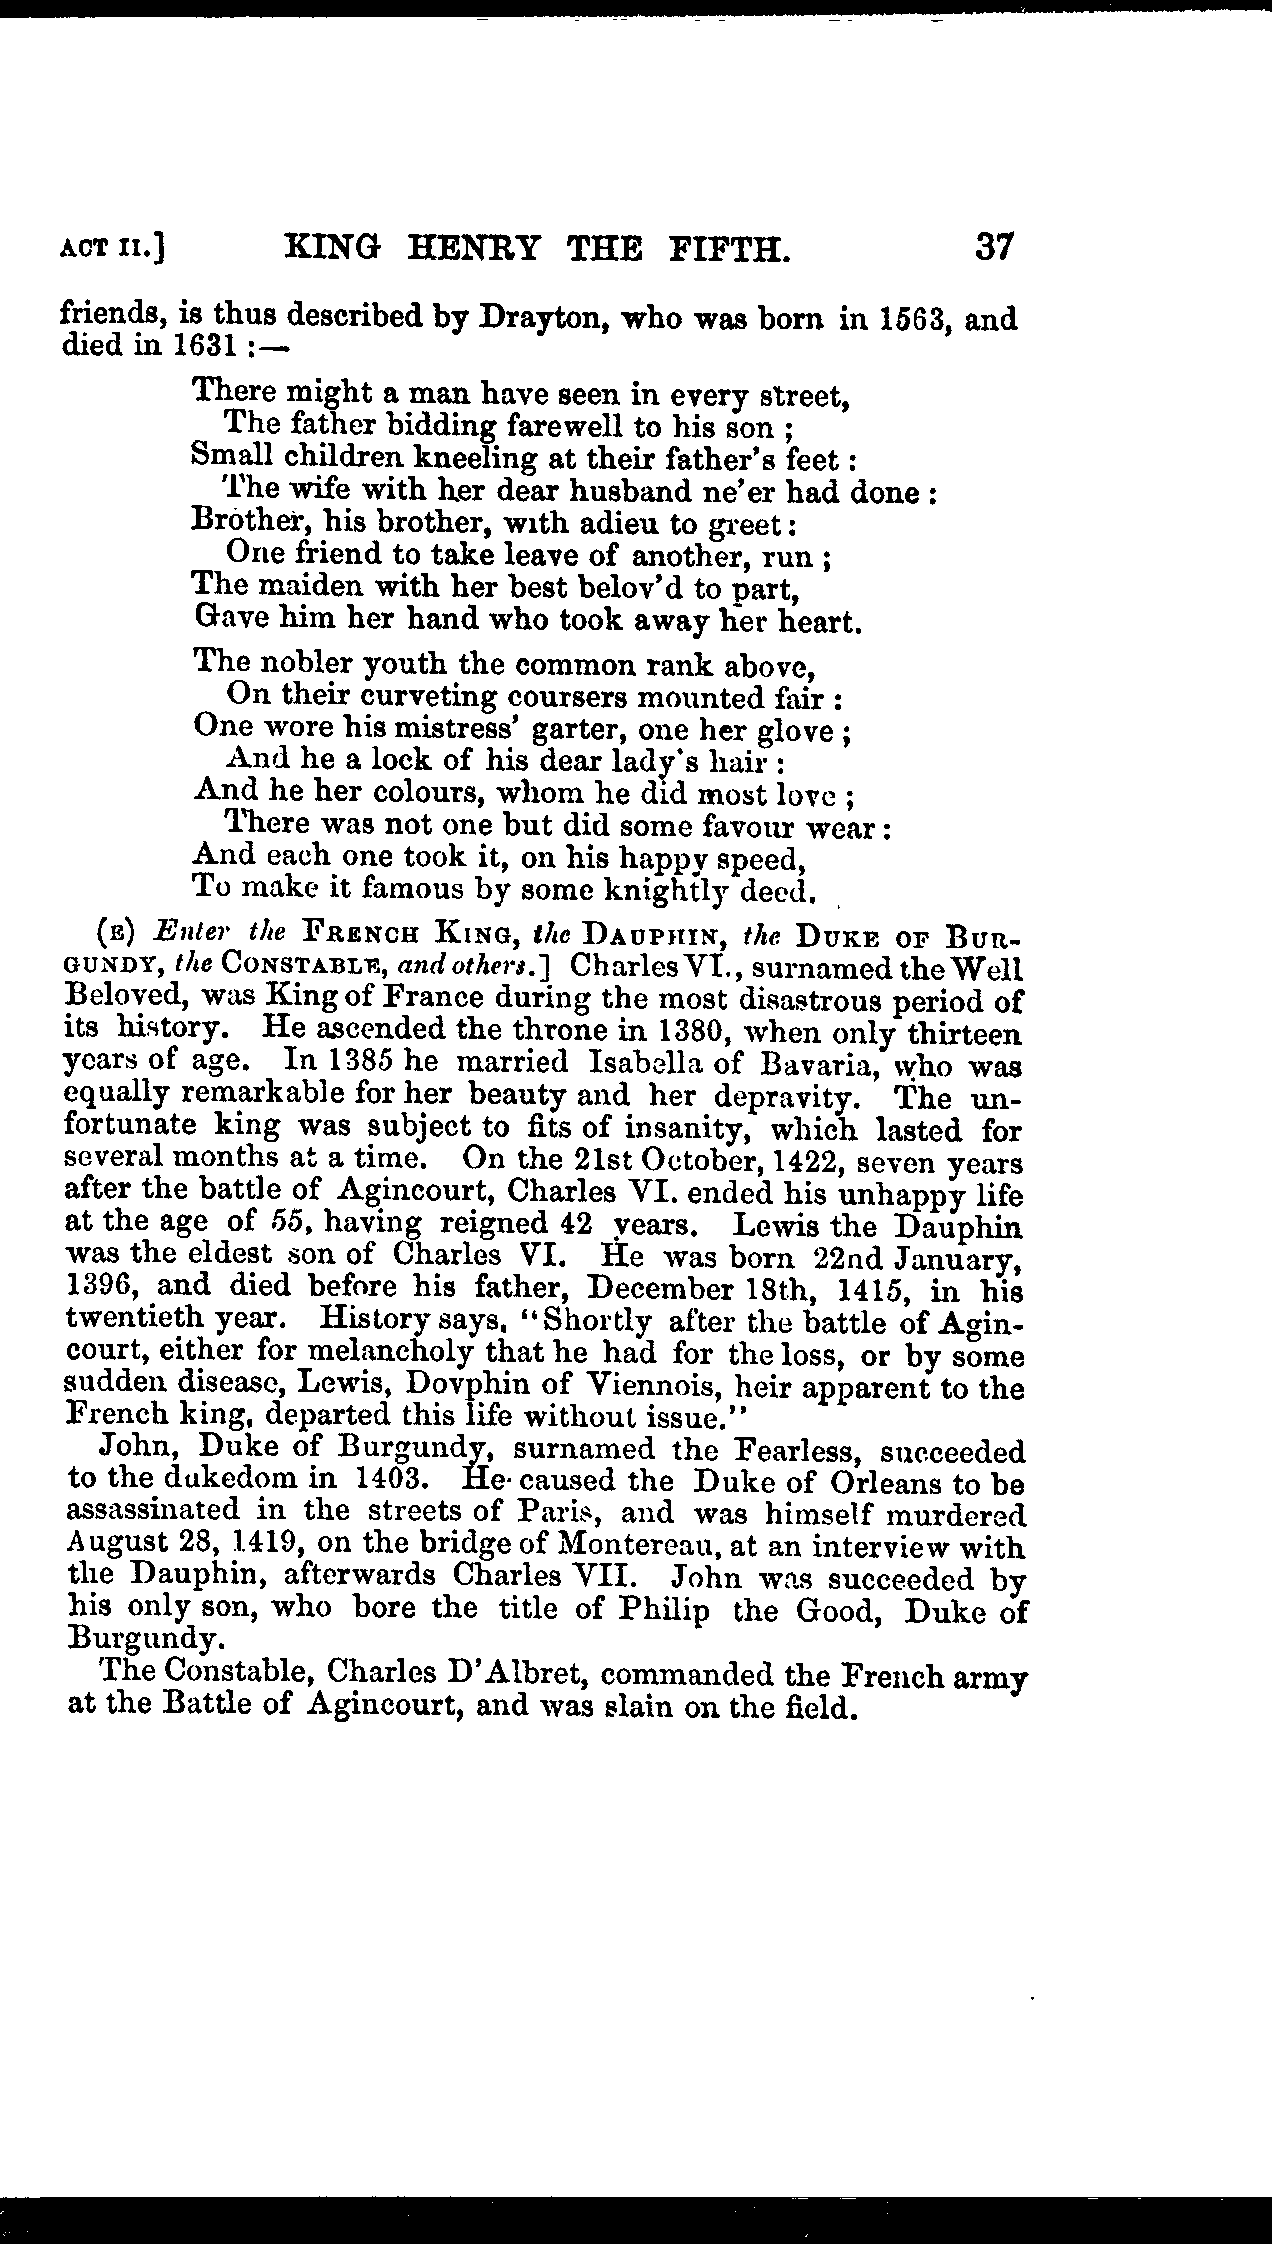 ACT II.] KING HENRY THE FIFTH. 37
friends, is thus described by Drayton, who was born in 1563, and
died in 1631 :—
There might a man have seen in every street,
The father bidding farewell to his son ;
Small children kneeling at their father's feet :
The wife with her dear husband ne'er had done :
Brother, his brother, with adieu to greet :
One friend to take leave of another, run ;
The maiden with her best belov'd to part,
Gave him her hand who took away her heart.
The nobler youth the common rank above,
On their curveting coursers mounted fair :
One wore his mistress' garter, one her glove ;
And he a lock of his dear lady's hair :
And he her colours, whom he did most love ;
There was not one but did some favour wear :
And each one took it, on his happy speed,
To make it famous by some knightly deed.
(E) Enter the FRENCH KING, the DAUPHIN, the DUKE OF BUR-
GUNDY, the CONSTABLE, and others.] Charles VI., surnamed the Well
Beloved, was King of France during the most disastrous period of
its history. He ascended the throne in 1380, when only thirteen
years of age. In 1385 he married Isabella of Bavaria, who was
equally remarkable for her beauty and her depravity. The un-
fortunate king was subject to fits of insanity, which lasted for
several months at a time. On the 21st October, 1422, seven years
after the battle of Agincourt, Charles VI. ended his unhappy life
at the age of 55, having reigned 42 years. Lewis the Dauphin
was the eldest son of Charles VI. He was born 22nd January,
1396, and died before his father, December 18th, 1415, in his
twentieth year. History says, "Shortly after the battle of Agin-
court, either for melancholy that he had for the loss, or by some
sudden disease, Lewis, Dovphin of Viennois, heir apparent to the
French king, departed this life without issue."
John, Duke of Burgundy, surnamed the Fearless, succeeded
to the dukedom in 1403. He caused the Duke of Orleans to be
assassinated in the streets of Paris, and was himself murdered
August 28, 1419, on the bridge of Montereau, at an interview with
the Dauphin, afterwards Charles VII. John was succeeded by
his only son, who bore the title of Philip the Good, Duke of
Burgundy.
The Constable, Charles D'Albret, commanded the French army
at the Battle of Agincourt, and was slain on the field.